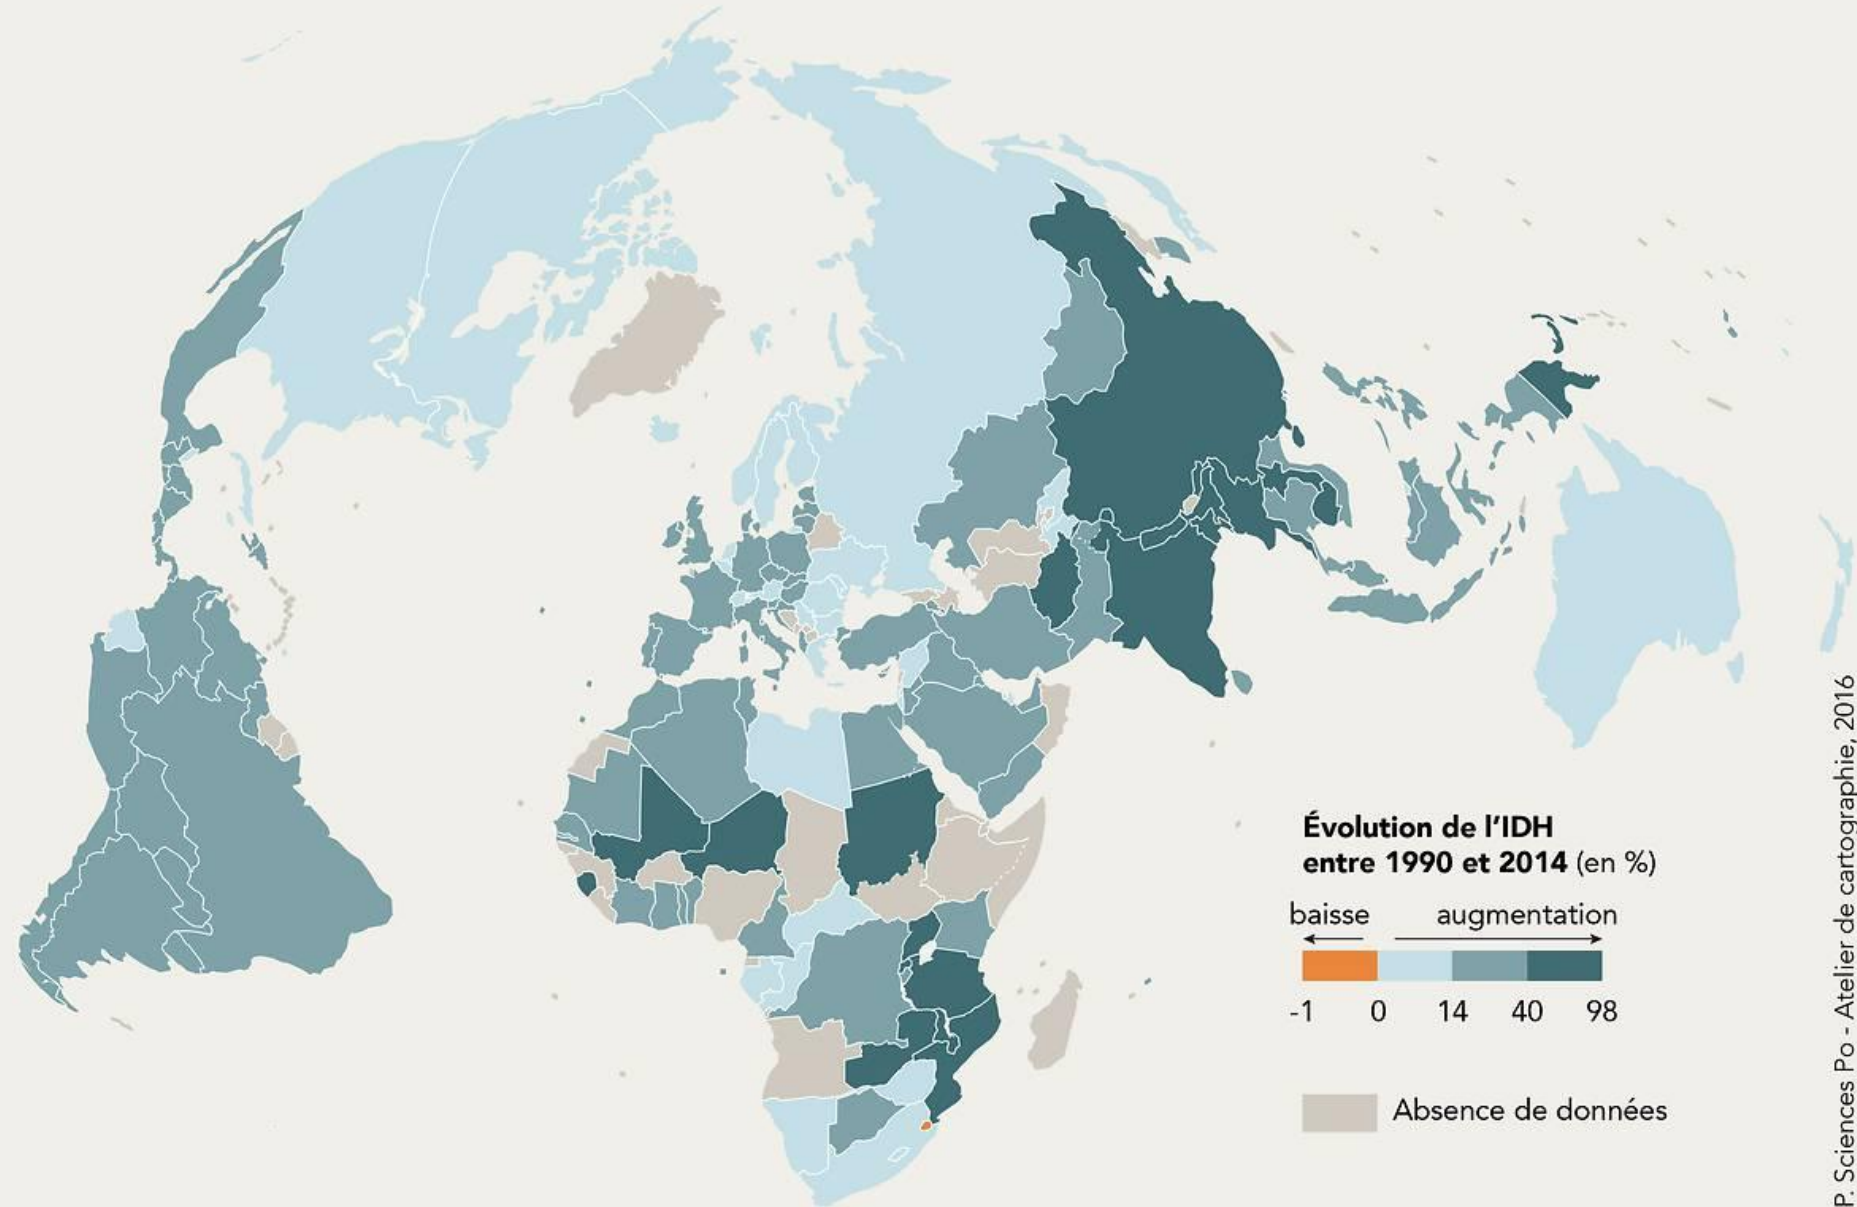 Évolution de l'IDH
entre 1990 et 2014 (en %)
baisse augmentation
-1 0 14 40 98
Absence de données
P. Sciences Po - Atelier de cartographie, 2016